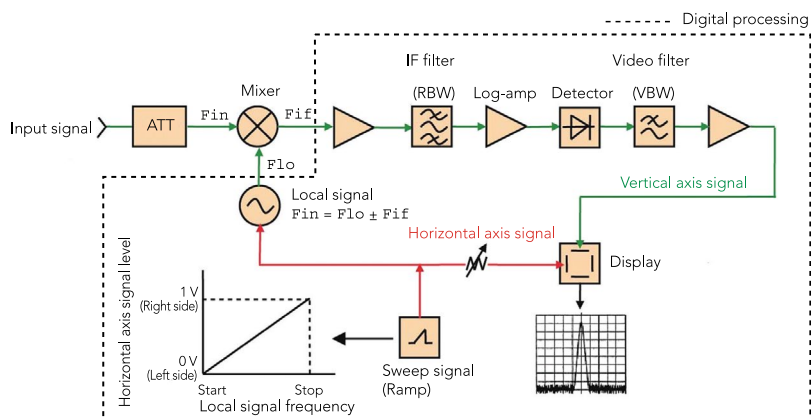 Digital processing
IF filter
Video filter
Mixer
(RBW)
Log-amp
Detector
(VBW)
Input signal
ATT
Fin
Fif
Flo
Vertical axis signal
Local signal
Fin = Flo ± Fif
Horizontal axis signal
Display
Horizontal axis signal level
1 V
(Right side)
0 V
(Left side)
Start
Stop
Local signal frequency
Sweep signal
(Ramp)